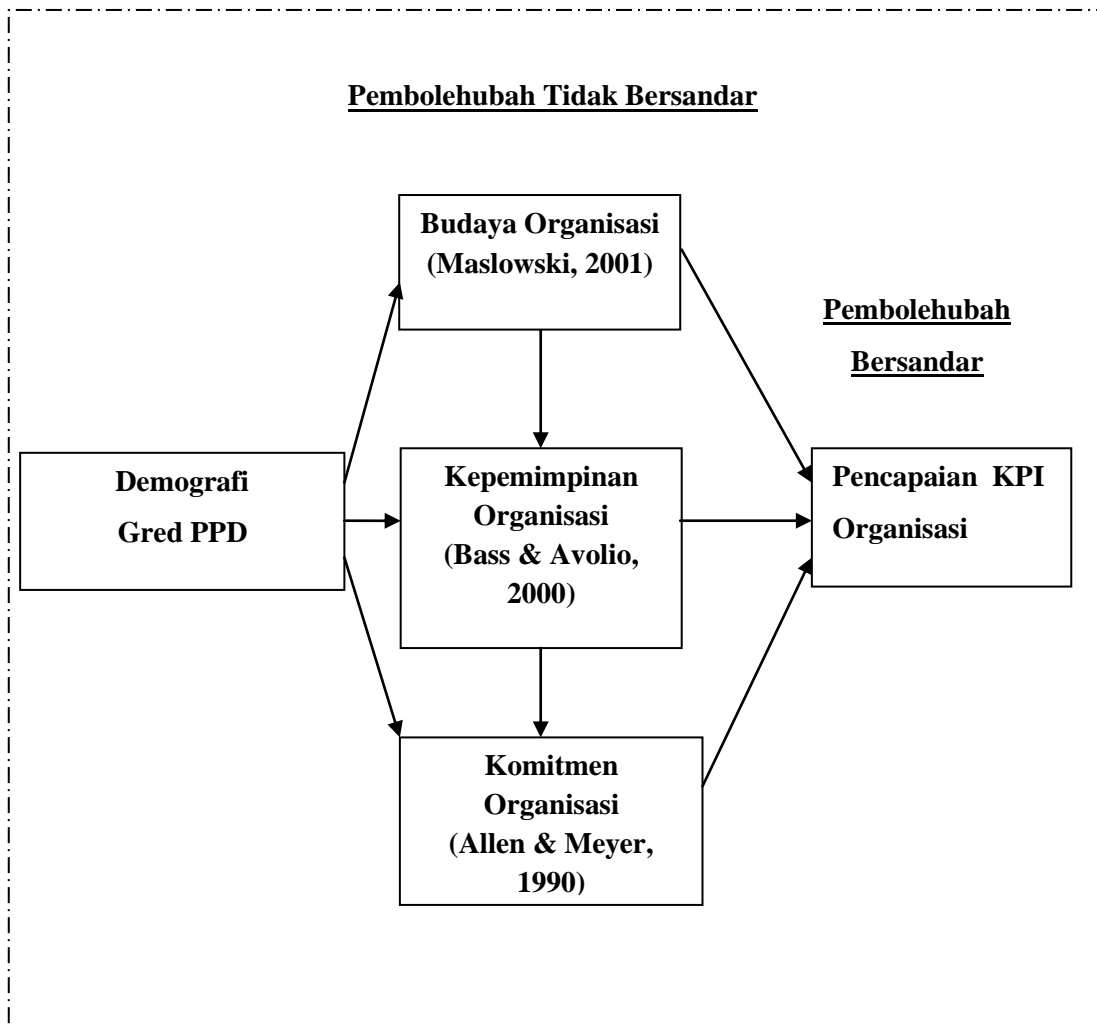 Pembolehubah Tidak Bersandar
Budaya Organisasi
(Maslowski, 2001)
Pembolehubah
Bersandar
Demografi
Gred PPD
Kepemimpinan
Organisasi
(Bass & Avolio,
2000)
Pencapaian KPI
Organisasi
Komitmen
Organisasi
(Allen & Meyer,
1990)